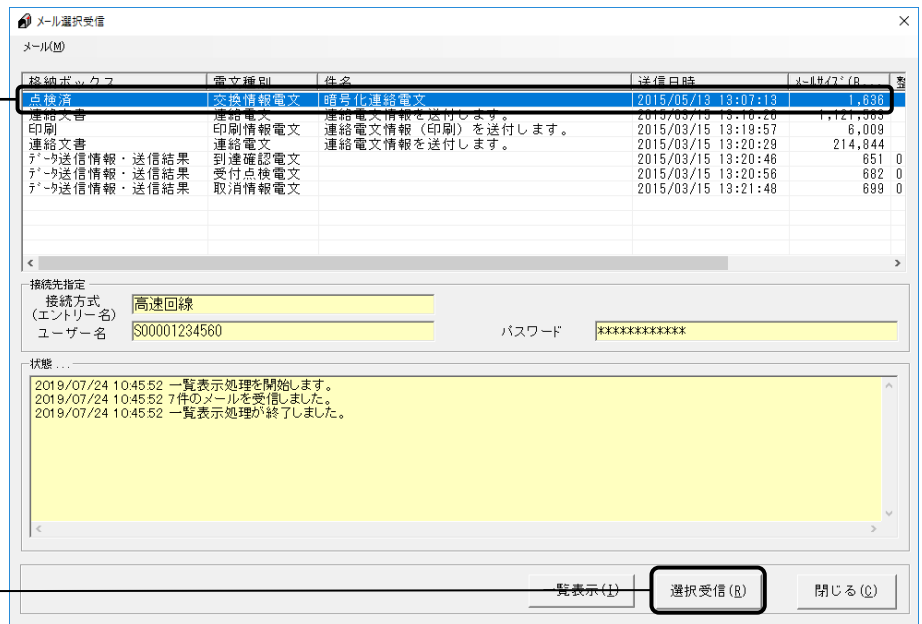 メール選択受信
メール(M)
格納ボックス 電文種別 件名 送信日時 メールサイズ(B... 整
点検済 交換情報電文 暗号化連絡電文 2015/05/13 13:07:13 1,636
連絡文書 連絡電文 連絡電文情報を送付します。
印刷 印刷情報電文 連絡電文情報（印刷）を送付します。 2015/03/15 13:19:57 6,009
連絡文書 連絡電文 連絡電文情報を送付します。 2015/03/15 13:20:29 214,844
ﾃﾞｰﾀ送信情報・送信結果 到達確認電文 2015/03/15 13:20:46 651 0
ﾃﾞｰﾀ送信情報・送信結果 受付点検電文 2015/03/15 13:20:56 682 0
ﾃﾞｰﾀ送信情報・送信結果 取消情報電文 2015/03/15 13:21:48 699 0
接続先指定
接続方式
(エントリー名) 高速回線
ユーザー名 S00001234560 パスワード ************
状態...
2019/07/24 10:45:52 一覧表示処理を開始します。
2019/07/24 10:45:52 7件のメールを受信しました。
2019/07/24 10:45:52 一覧表示処理が終了しました。
一覧表示(I) 選択受信(R) 閉じる(C)